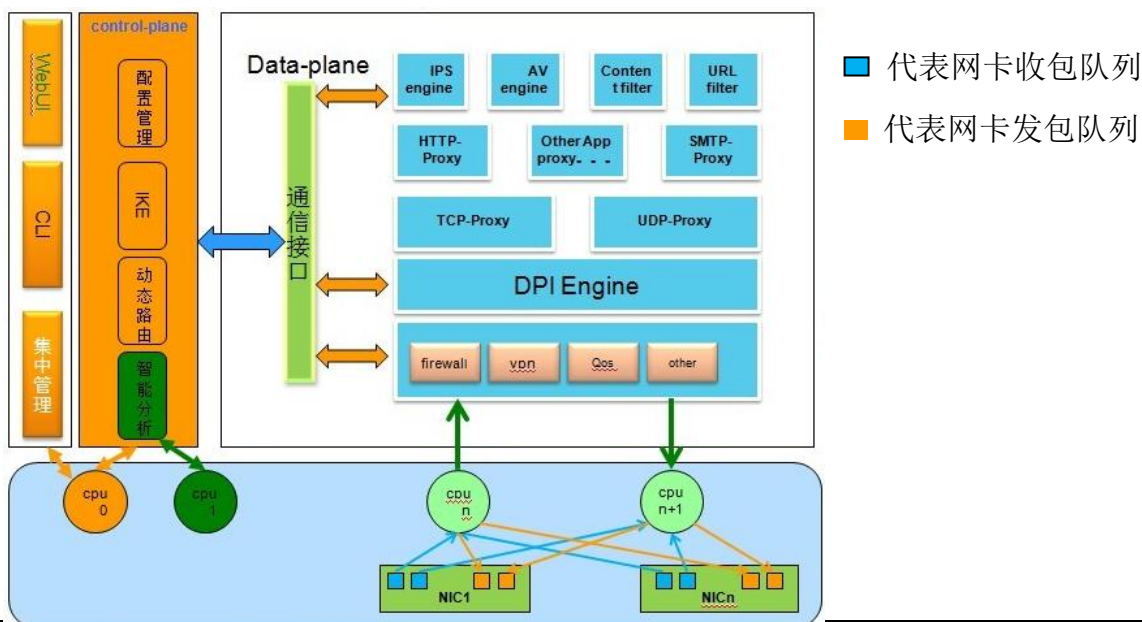 WebUI
CLI
集中管理
control-plane
配置管理
IKE
动态路由
智能分析
Data-plane
通信接口
IPS
engine
AV
engine
Conten
t filter
URL
filter
HTTP-
Proxy
Other App
proxy. . .
SMTP-
Proxy
TCP-Proxy
UDP-Proxy
DPI Engine
firewall
vpn
Qos
other
cpu
0
cpu
1
cpu
n
cpu
n+1
NIC1
NICn
代表网卡收包队列
代表网卡发包队列